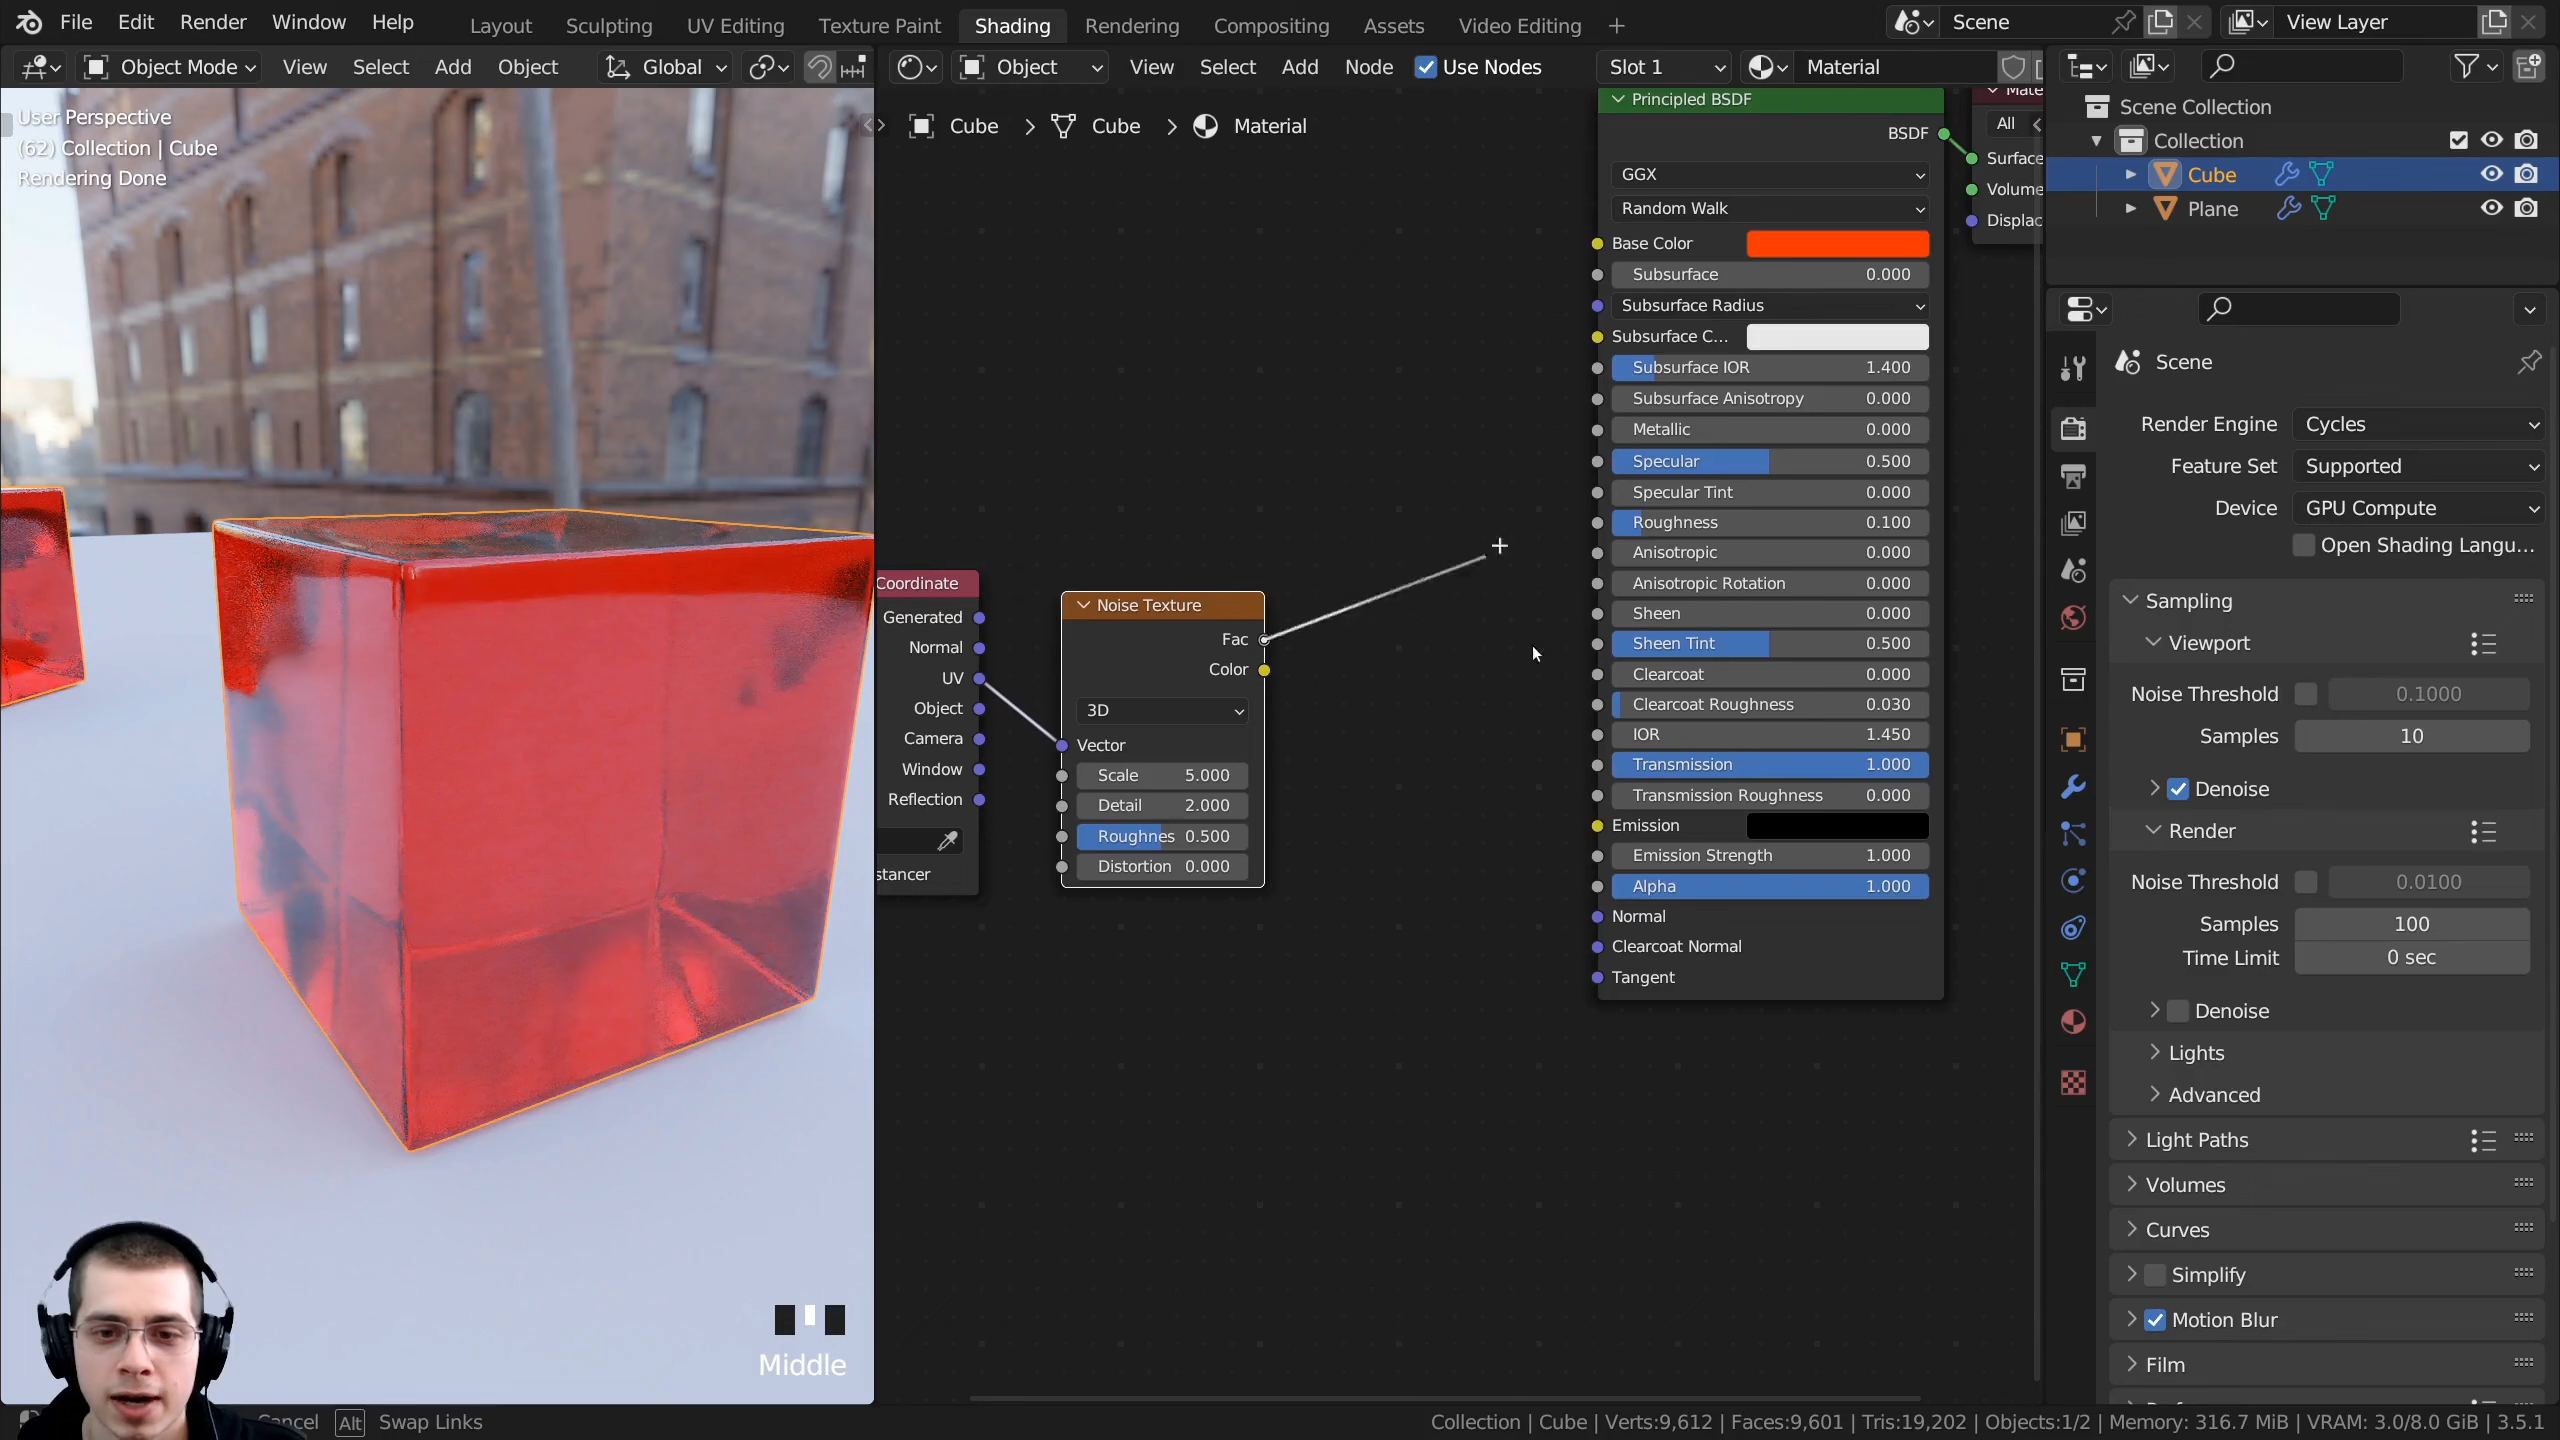 File Edit Render Window Help Layout Sculpting UV Editing Texture Paint Shading Rendering Compositing Assets Video Editing + Scene View Layer
Object Mode View Select Add Object Global Object View Select Add Node Use Nodes Slot 1 Material
User Perspective
(62) Collection | Cube
Rendering Done
Cube > Cube > Material
Principled BSDF
BSDF
GGX
Random Walk
Base Color
Subsurface 0.000
Subsurface Radius
Subsurface C...
Subsurface IOR 1.400
Subsurface Anisotropy 0.000
Metallic 0.000
Specular 0.500
Specular Tint 0.000
Roughness 0.100
Anisotropic 0.000
Anisotropic Rotation 0.000
Sheen 0.000
Sheen Tint 0.500
Clearcoat 0.000
Clearcoat Roughness 0.030
IOR 1.450
Transmission 1.000
Transmission Roughness 0.000
Emission
Emission Strength 1.000
Alpha 1.000
Normal
Clearcoat Normal
Tangent
Mate
All
Surface
Volume
Displac
Coordinate
Generated
Normal
UV
Object
Camera
Window
Reflection
stancer
Noise Texture
Fac
Color
3D
Vector
Scale 5.000
Detail 2.000
Roughnes 0.500
Distortion 0.000
Scene Collection
Collection
Cube
Plane
Scene
Render Engine Cycles
Feature Set Supported
Device GPU Compute
Open Shading Langu...
Sampling
Viewport
Noise Threshold 0.1000
Samples 10
Denoise
Render
Noise Threshold 0.0100
Samples 100
Time Limit 0 sec
Denoise
Lights
Advanced
Light Paths
Volumes
Curves
Simplify
Motion Blur
Film
Middle
Cancel Alt Swap Links
Collection | Cube | Verts:9,612 | Faces:9,601 | Tris:19,202 | Objects:1/2 | Memory: 316.7 MiB | VRAM: 3.0/8.0 GiB | 3.5.1